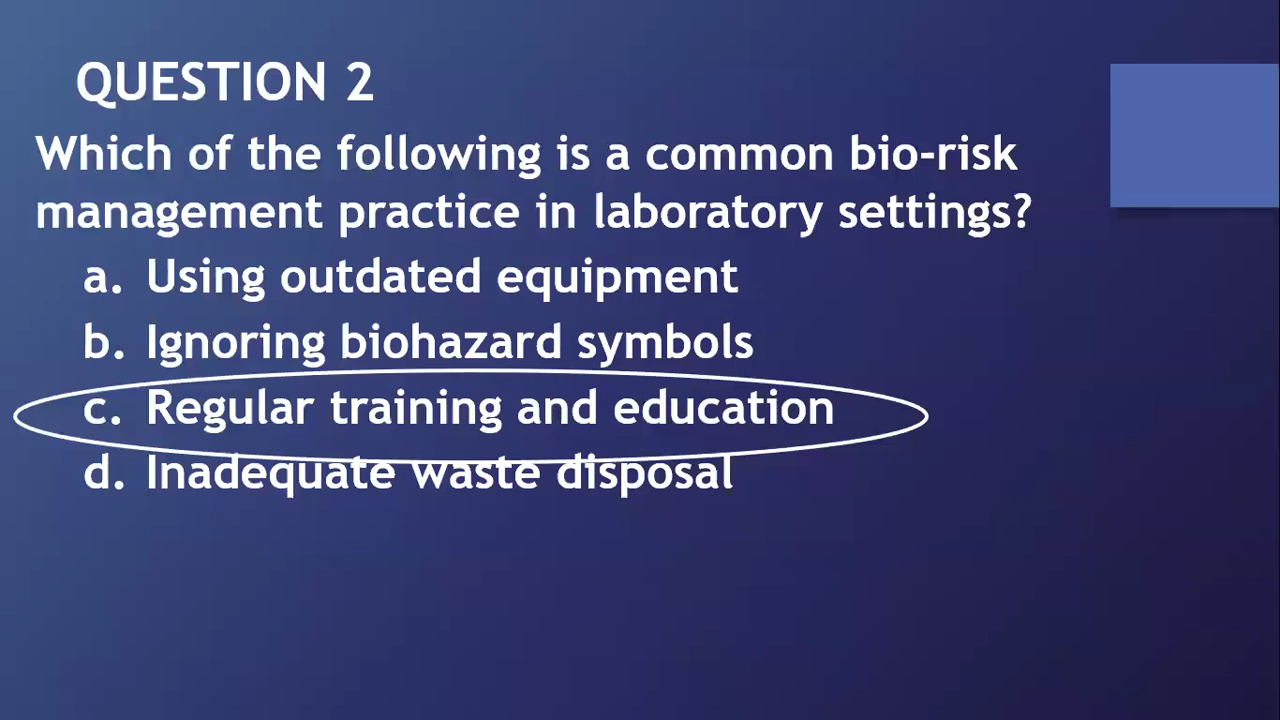 QUESTION 2
Which of the following is a common bio-risk
management practice in laboratory settings?
a. Using outdated equipment
b. Ignoring biohazard symbols
c. Regular training and education
d. Inadequate waste disposal